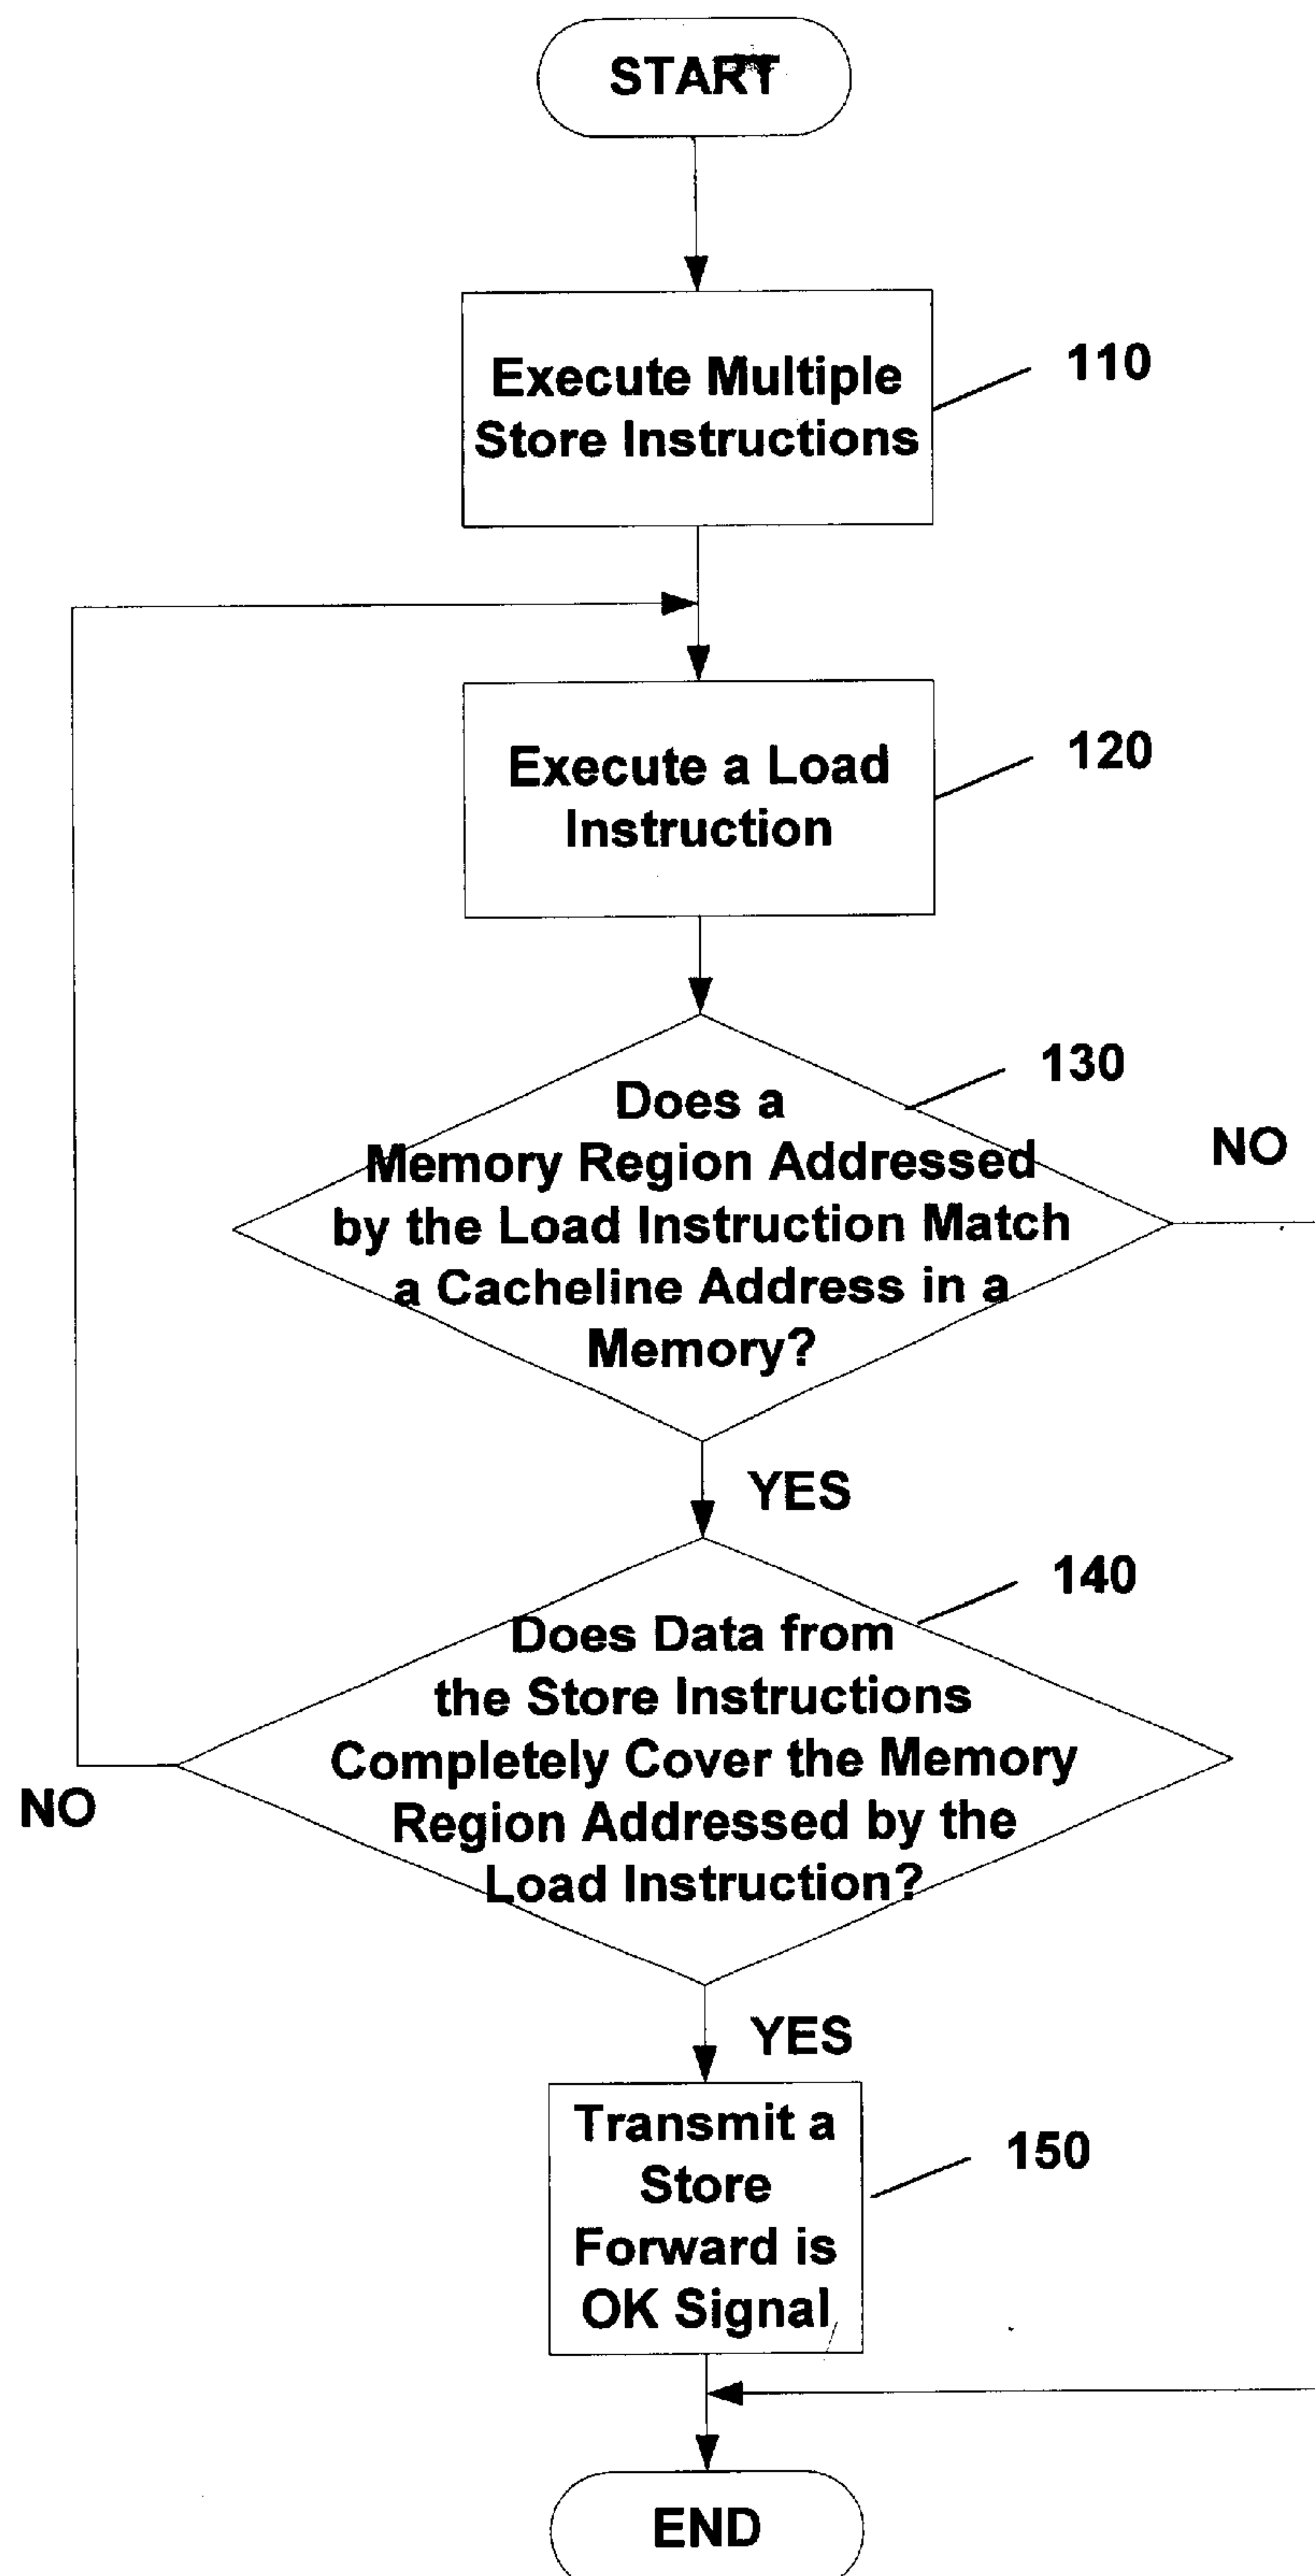 START
Execute Multiple
Store Instructions
110
Execute a Load
Instruction
120
Does a
Memory Region Addressed
by the Load Instruction Match
a Cacheline Address in a
Memory?
130
NO
YES
Does Data from
the Store Instructions
Completely Cover the Memory
Region Addressed by the
Load Instruction?
140
NO
YES
Transmit a
Store
Forward is
OK Signal
150
END